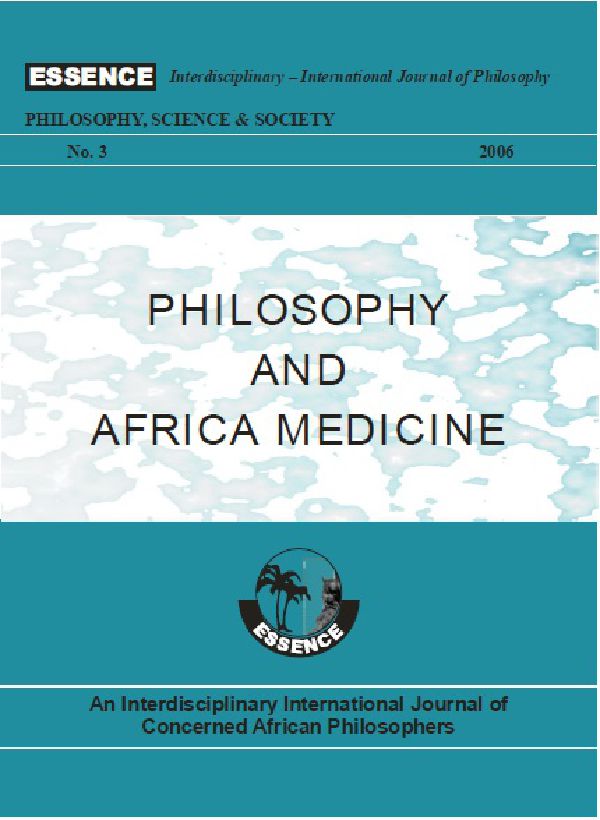 ESSENCE Interdisciplinary – International Journal of Philosophy
PHILOSOPHY, SCIENCE & SOCIETY
No. 3 2006
PHILOSOPHY
AND
AFRICA MEDICINE
ESSENCE
An Interdisciplinary International Journal of
Concerned African Philosophers